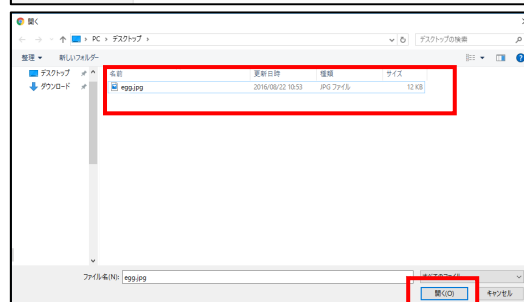 開く
PC > デスクトップ >
デスクトップの検索
整理 新しいフォルダー
デスクトップ
ダウンロード
名前 更新日時 種類 サイズ
egg.jpg 2016/08/22 10:53 JPG ファイル 12 KB
ファイル名(N): egg.jpg
開く(O) キャンセル